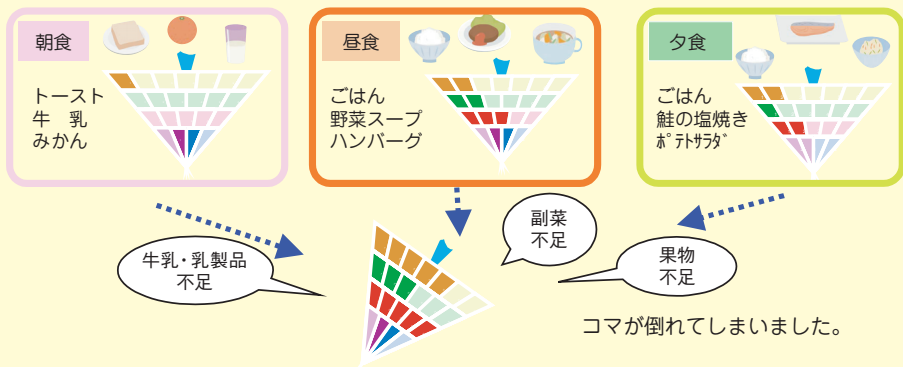 朝食
トースト
牛　乳
みかん
昼食
ごはん
野菜スープ
ハンバーグ
夕食
ごはん
鮭の塩焼き
ﾎﾟﾃﾄｻﾗﾀﾞ
牛乳・乳製品
不足
副菜
不足
果物
不足
コマが倒れてしまいました。